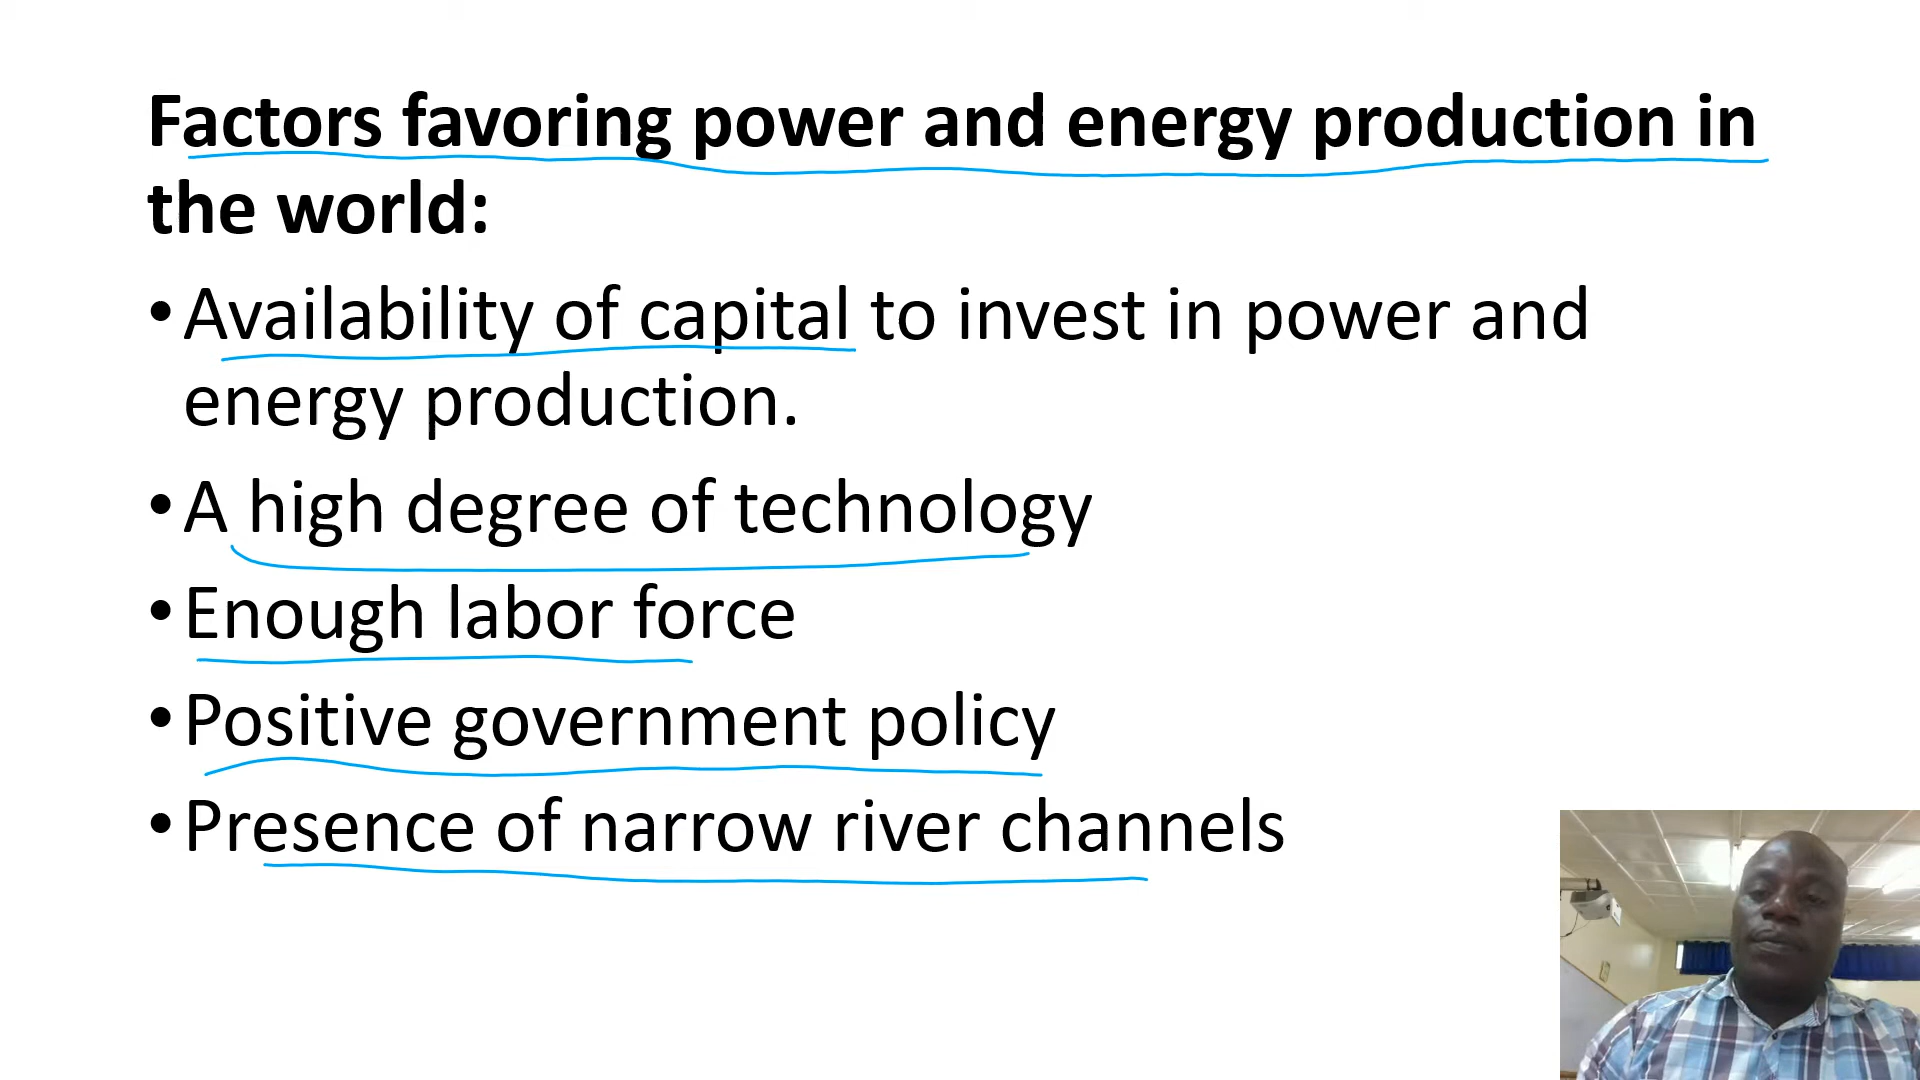 Factors favoring power and energy production in
the world:
•Availability of capital to invest in power and
energy production.
•A high degree of technology
•Enough labor force
•Positive government policy
•Presence of narrow river channels